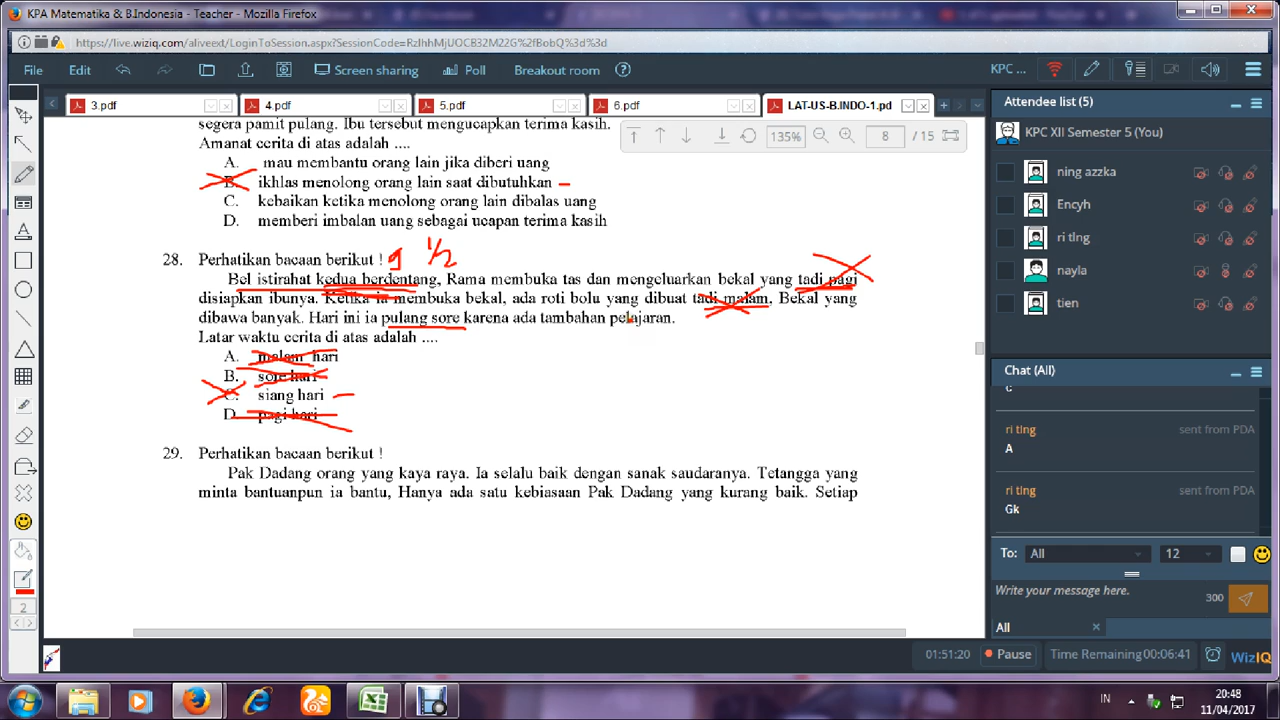 KPA Matematika & B.Indonesia - Teacher - Mozilla Firefox
https://live.wiziq.com/aliveext/LoginToSession.aspx?SessionCode=RzIhhMjUOCB32M22G%2fBobQ%3d%3d
File Edit Screen sharing Poll Breakout room ? KPC ...
3.pdf 4.pdf 5.pdf 6.pdf LAT-US-B.INDO-1.pd
135% 8 / 15
Attendee list (5)
KPC XII Semester 5 (You)
ning azzka
Encyh
ri tlng
nayla
tien
segera pamit pulang. Ibu tersebut mengucapkan terima kasih.
Amanat cerita di atas adalah ....
A. mau membantu orang lain jika diberi uang
B. ikhlas menolong orang lain saat dibutuhkan
C. kebaikan ketika menolong orang lain dibalas uang
D. memberi imbalan uang sebagai ucapan terima kasih
28. Perhatikan bacaan berikut ! 9 1/2
Bel istirahat kedua berdentang, Rama membuka tas dan mengeluarkan bekal yang tadi pagi
disiapkan ibunya. Ketika ia membuka bekal, ada roti bolu yang dibuat tadi malam. Bekal yang
dibawa banyak. Hari ini ia pulang sore karena ada tambahan pelajaran.
Latar waktu cerita di atas adalah ....
A. malam hari
B. sore hari
C. siang hari
D. pagi hari
29. Perhatikan bacaan berikut !
Pak Dadang orang yang kaya raya. Ia selalu baik dengan sanak saudaranya. Tetangga yang
minta bantuanpun ia bantu, Hanya ada satu kebiasaan Pak Dadang yang kurang baik. Setiap
Chat (All)
ri tlng sent from PDA
A
ri tlng sent from PDA
Gk
To: All 12
Write your message here. 300
All
2
01:51:20 Pause Time Remaining 00:06:41 WizIQ
IN 20:48
11/04/2017